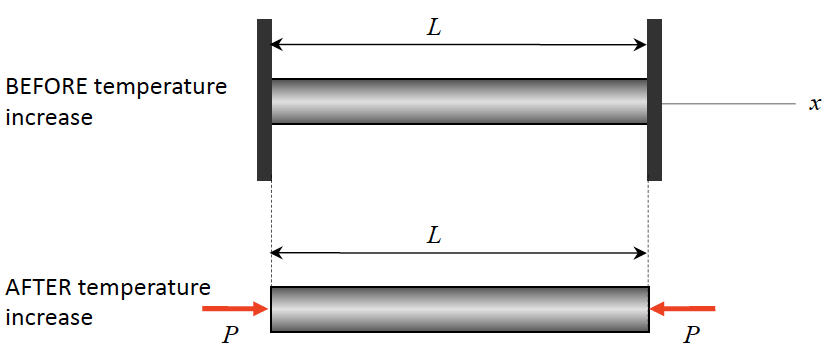 L
BEFORE temperature
increase
x
L
AFTER temperature
increase
P
P